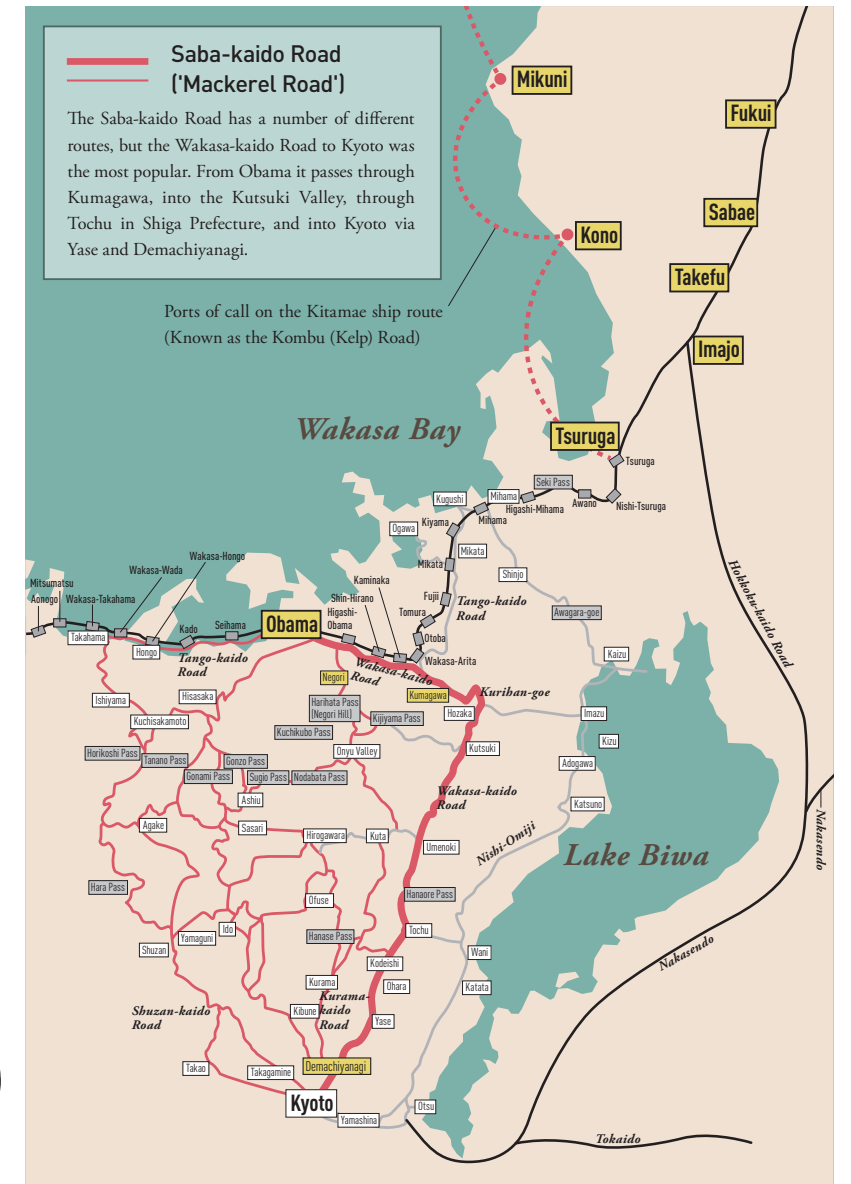 Saba-kaido Road
('Mackerel Road')
The Saba-kaido Road has a number of different
routes, but the Wakasa-kaido Road to Kyoto was
the most popular. From Obama it passes through
Kumagawa, into the Kutsuki Valley, through
Tochu in Shiga Prefecture, and into Kyoto via
Yase and Demachiyanagi.
Mikuni
Fukui
Sabae
Kono
Takefu
Ports of call on the Kitamae ship route
(Known as the Kombu (Kelp) Road)
Imajo
Wakasa Bay
Tsuruga
Tsuruga
Seki Pass
Kugushi
Mihama
Higashi-Mihama
Awano
Nishi-Tsuruga
Ogawa
Kiyama
Mihama
Mikata
Mikata
Shinjo
Wakasa-Hongo
Wakasa-Wada
Mitsumatsu
Aonogo
Wakasa-Takahama
Kaminaka
Shin-Hirano
Fujii
Tango-kaido
Road
Awagara-goe
Hokkoku-kaido Road
Takahama
Hongo
Kado
Seihama
Obama
Higashi-
Obama
Tomura
Otoba
Wakasa-Arita
Kaizu
Tango-kaido
Road
Wakasa-kaido
Road
Negori
Kumagawa
Kurihan-goe
Ishiyama
Hisasaka
Harihata Pass
(Negori Hill)
Kijiyama Pass
Hozaka
Imazu
Kuchisakamoto
Kuchikubo Pass
Kizu
Horikoshi Pass
Tanano Pass
Gonzo Pass
Onyu Valley
Kutsuki
Adogawa
Gonami Pass
Sugio Pass
Nodabata Pass
Ashiu
Wakasa-kaido
Road
Katsuno
Agake
Sasari
Hirogawara
Kuta
Umenoki
Nishi-Omiji
Lake Biwa
Nakasendo
Hara Pass
Ofuse
Hanaore Pass
Ido
Yamaguni
Shuzan
Hanase Pass
Tochu
Wani
Nakasendo
Kodeishi
Kurama
Ohara
Katata
Shuzan-kaido
Road
Kibune
Kurama-
kaido
Road
Yase
Takao
Takagamine
Demachiyanagi
Kyoto
Yamashina
Otsu
Tokaido